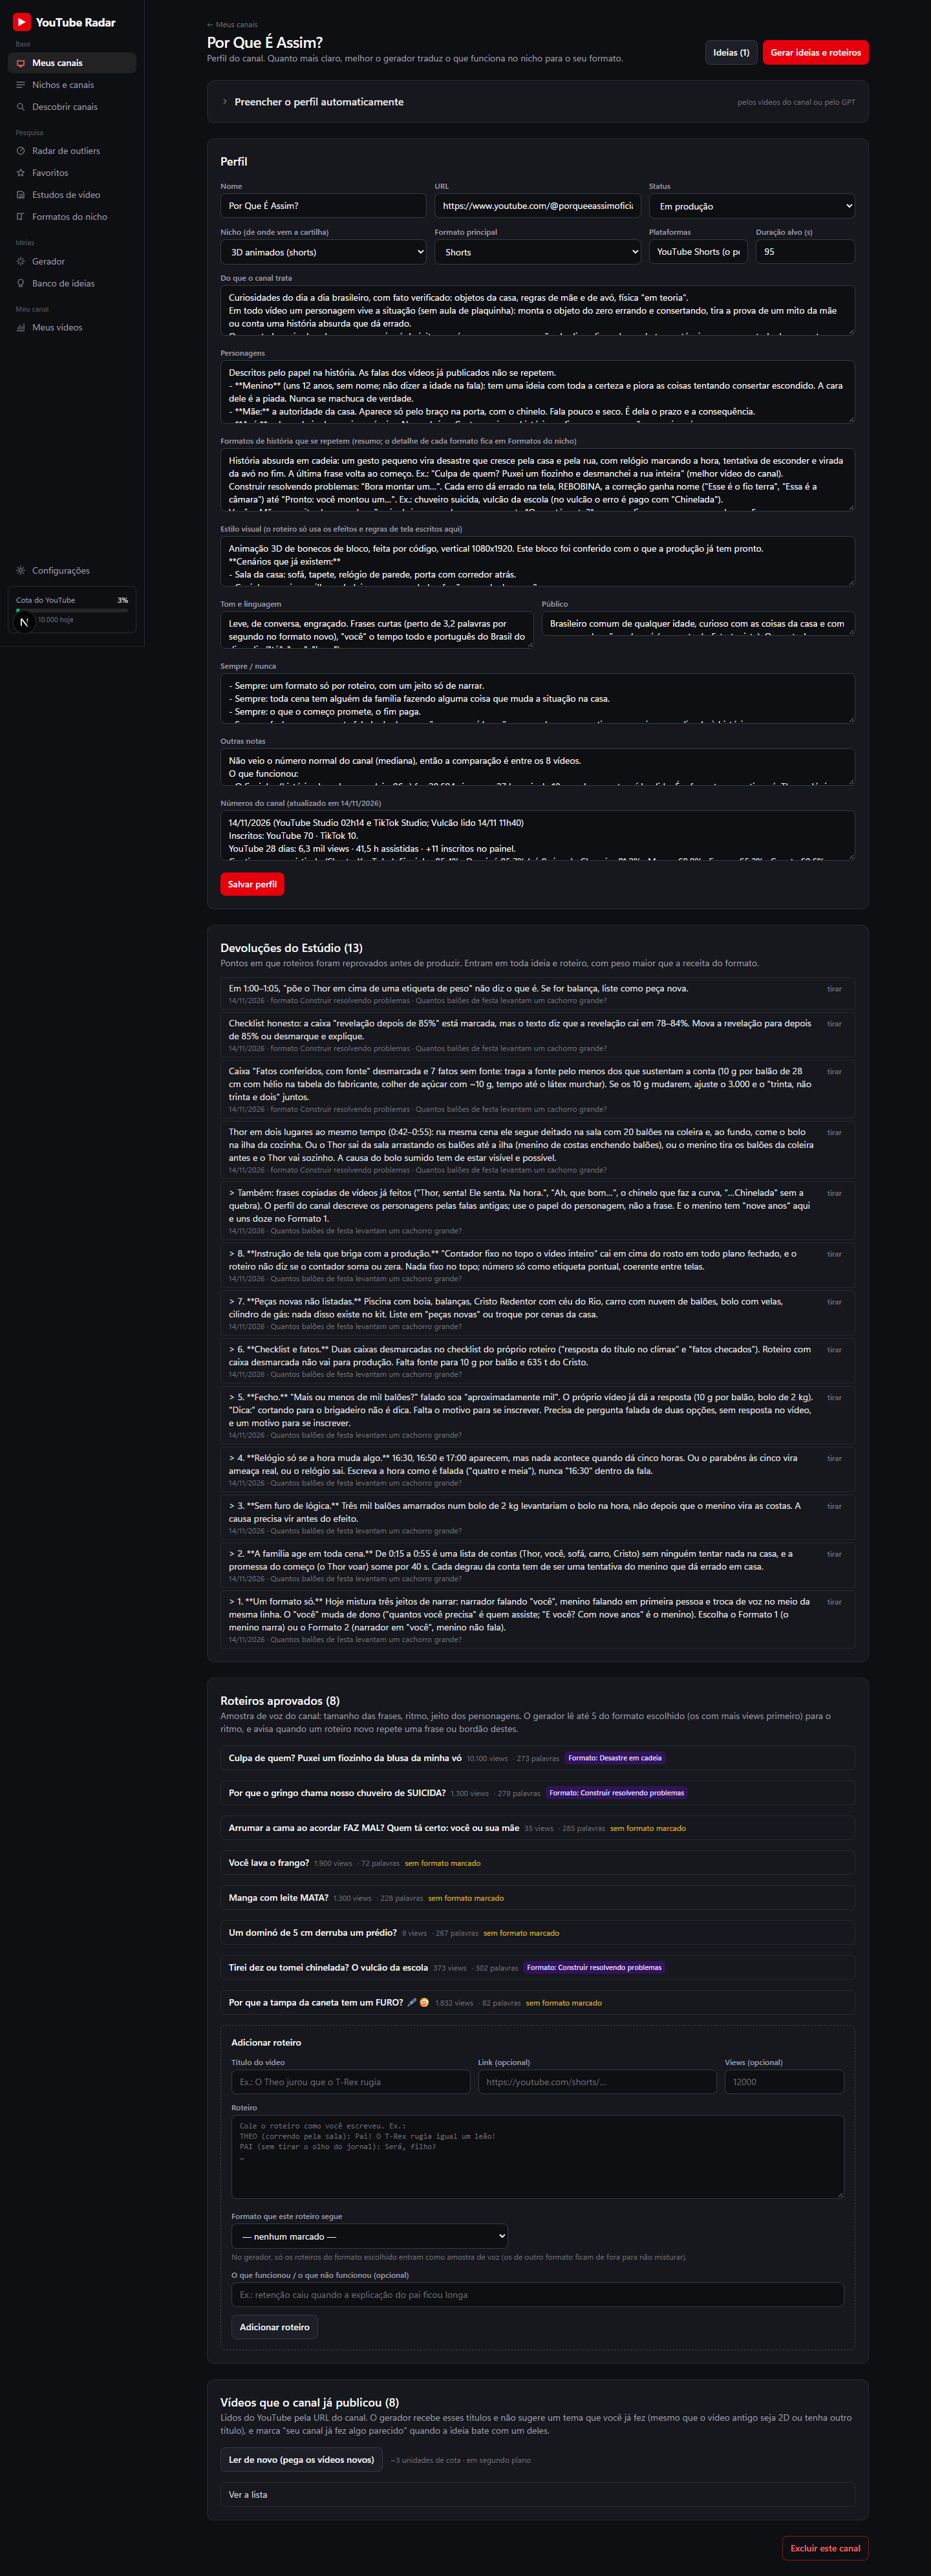 YouTube Radar
Base
Meus canais
Nichos e canais
Descobrir canais
Pesquisa
Radar de outliers
Favoritos
Estudos de vídeo
Formatos do nicho
Ideias
Gerador
Banco de ideias
Meu canal
Meus vídeos
Configurações
Cota do YouTube 3%
10.000 hoje
N
← Meus canais
Por Que É Assim?
Perfil do canal. Quanto mais claro, melhor o gerador traduz o que funciona no nicho para o seu formato.
Ideias (1)
Gerar ideias e roteiros
Preencher o perfil automaticamente
pelos vídeos do canal ou pelo GPT
Perfil
Nome
Por Que É Assim?
URL
https://www.youtube.com/@porqueeassimofici
Status
Em produção
Nicho (de onde vem a cartilha)
3D animados (shorts)
Formato principal
Shorts
Plataformas
YouTube Shorts (o p
Duração alvo (s)
95
Do que o canal trata
Curiosidades do dia a dia brasileiro, com fato verificado: objetos da casa, regras de mãe e de avó, física "em teoria".
Em todo vídeo um personagem vive a situação (sem aula de plaquinha): monta o objeto do zero errando e consertando, tira a prova de um mito da mãe
ou conta uma história absurda que dá errado.
Personagens
Descritos pelo papel na história. As falas dos vídeos já publicados não se repetem.
- **Menino** (uns 12 anos, sem nome; não dizer a idade na fala): tem uma ideia com toda a certeza e piora as coisas tentando consertar escondido. A cara
dele é a piada. Nunca se machuca de verdade.
- **Mãe:** a autoridade da casa. Aparece só pelo braço na porta, com o chinelo. Fala pouco e seco. É dela o prazo e a consequência.
Formatos de história que se repetem (resumo; o detalhe de cada formato fica em Formatos do nicho)
História absurda em cadeia: um gesto pequeno vira desastre que cresce pela casa e pela rua, com relógio marcando a hora, tentativa de esconder e virada
da avó no fim. A última frase volta ao começo. Ex.: "Culpa de quem? Puxei um fiozinho e desmanchei a rua inteira" (melhor vídeo do canal).
Construir resolvendo problemas: "Bora montar um...". Cada erro dá errado na tela, REBOBINA, a correção ganha nome ("Esse é o fio terra", "Essa é a
câmara") até "Pronto: você montou um...". Ex.: chuveiro suicida, vulcão da escola (no vulcão o erro é pago com "Chinelada").
Estilo visual (o roteiro só usa os efeitos e regras de tela escritos aqui)
Animação 3D de bonecos de bloco, feita por código, vertical 1080x1920. Este bloco foi conferido com o que a produção já tem pronto.
**Cenários que já existem:**
- Sala da casa: sofá, tapete, relógio de parede, porta com corredor atrás.
Tom e linguagem
Leve, de conversa, engraçado. Frases curtas (perto de 3,2 palavras por
segundo no formato novo), "você" o tempo todo e português do Brasil do
Público
Brasileiro comum de qualquer idade, curioso com as coisas da casa e com
Sempre / nunca
- Sempre: um formato só por roteiro, com um jeito só de narrar.
- Sempre: toda cena tem alguém da família fazendo alguma coisa que muda a situação na casa.
- Sempre: o que o começo promete, o fim paga.
Outras notas
Não veio o número normal do canal (mediana), então a comparação é entre os 8 vídeos.
O que funcionou:
Números do canal (atualizado em 14/11/2026)
14/11/2026 (YouTube Studio 02h14 e TikTok Studio; Vulcão lido 14/11 11h40)
Inscritos: YouTube 70 · TikTok 10.
YouTube 28 dias: 6,3 mil views · 41,5 h assistidas · +11 inscritos no painel.
Salvar perfil
Devoluções do Estúdio (13)
Pontos em que roteiros foram reprovados antes de produzir. Entram em toda ideia e roteiro, com peso maior que a receita do formato.
Em 1:00–1:05, "põe o Thor em cima de uma etiqueta de peso" não diz o que é. Se for balança, liste como peça nova.
tirar
14/11/2026 · formato Construir resolvendo problemas · Quantos balões de festa levantam um cachorro grande?
Checklist honesto: a caixa "revelação depois de 85%" está marcada, mas o texto diz que a revelação cai em 78–84%. Mova a revelação para depois
de 85% ou desmarque e explique.
tirar
14/11/2026 · formato Construir resolvendo problemas · Quantos balões de festa levantam um cachorro grande?
Caixa "Fatos conferidos, com fonte" desmarcada e 7 fatos sem fonte: traga a fonte pelo menos dos que sustentam a conta (10 g por balão de 28
cm com hélio na tabela do fabricante, colher de açúcar com ~10 g, tempo até o látex murchar). Se os 10 g mudarem, ajuste o 3.000 e o "trinta, não
trinta e dois" juntos.
tirar
14/11/2026 · formato Construir resolvendo problemas · Quantos balões de festa levantam um cachorro grande?
Thor em dois lugares ao mesmo tempo (0:42–0:55): na mesma cena ele segue deitado na sala com 20 balões na coleira e, ao fundo, come o bolo
na ilha da cozinha. Ou o Thor sai da sala arrastando os balões até a ilha (menino de costas enchendo balões), ou o menino tira os balões da coleira
antes e o Thor vai sozinho. A causa do bolo sumido tem de estar visível e possível.
tirar
14/11/2026 · formato Construir resolvendo problemas · Quantos balões de festa levantam um cachorro grande?
> Também: frases copiadas de vídeos já feitos ("Thor, senta! Ele senta. Na hora.", "Ah, que bom...", o chinelo que faz a curva, "...Chinelada" sem a
quebra). O perfil do canal descreve os personagens pelas falas antigas; use o papel do personagem, não a frase. E o menino tem "nove anos" aqui
e uns doze no Formato 1.
tirar
14/11/2026 · Quantos balões de festa levantam um cachorro grande?
> 8. **Instrução de tela que briga com a produção.** "Contador fixo no topo o vídeo inteiro" cai em cima do rosto em todo plano fechado, e o
roteiro não diz se o contador soma ou zera. Nada fixo no topo; número só como etiqueta pontual, coerente entre telas.
tirar
14/11/2026 · Quantos balões de festa levantam um cachorro grande?
> 7. **Peças novas não listadas.** Piscina com boia, balanças, Cristo Redentor com céu do Rio, carro com nuvem de balões, bolo com velas,
cilindro de gás: nada disso existe no kit. Liste em "peças novas" ou troque por cenas da casa.
tirar
14/11/2026 · Quantos balões de festa levantam um cachorro grande?
> 6. **Checklist e fatos.** Duas caixas desmarcadas no checklist do próprio roteiro ("resposta do título no clímax" e "fatos checados"). Roteiro com
caixa desmarcada não vai para produção. Falta fonte para 10 g por balão e 635 t do Cristo.
tirar
14/11/2026 · Quantos balões de festa levantam um cachorro grande?
> 5. **Fecho.** "Mais ou menos de mil balões?" falado soa "aproximadamente mil". O próprio vídeo já dá a resposta (10 g por balão, bolo de 2 kg).
"Dica:" cortando para o brigadeiro não é dica. Falta o motivo para se inscrever. Precisa de pergunta falada de duas opções, sem resposta no vídeo,
e um motivo para se inscrever.
tirar
14/11/2026 · Quantos balões de festa levantam um cachorro grande?
> 4. **Relógio só se a hora muda algo.** 16:30, 16:50 e 17:00 aparecem, mas nada acontece quando dá cinco horas. Ou o parabéns às cinco vira
ameaça real, ou o relógio sai. Escreva a hora como é falada ("quatro e meia"), nunca "16:30" dentro da fala.
tirar
14/11/2026 · Quantos balões de festa levantam um cachorro grande?
> 3. **Sem furo de lógica.** Três mil balões amarrados num bolo de 2 kg levantariam o bolo na hora, não depois que o menino vira as costas. A
causa precisa vir antes do efeito.
tirar
14/11/2026 · Quantos balões de festa levantam um cachorro grande?
> 2. **A família age em toda cena.** De 0:15 a 0:55 é uma lista de contas (Thor, você, sofá, carro, Cristo) sem ninguém tentar nada na casa, e a
promessa do começo (o Thor voar) some por 40 s. Cada degrau da conta tem de ser uma tentativa do menino que dá errado em casa.
tirar
14/11/2026 · Quantos balões de festa levantam um cachorro grande?
> 1. **Um formato só.** Hoje mistura três jeitos de narrar: narrador falando "você", menino falando em primeira pessoa e troca de voz no meio da
mesma linha. O "você" muda de dono ("quantos você precisa" é quem assiste; "E você? Com nove anos" é o menino). Escolha o Formato 1 (o
menino narra) ou o Formato 2 (narrador em "você", menino não fala).
tirar
14/11/2026 · Quantos balões de festa levantam um cachorro grande?
Roteiros aprovados (8)
Amostra de voz do canal: tamanho das frases, ritmo, jeito dos personagens. O gerador lê até 5 do formato escolhido (os com mais views primeiro) para o
ritmo, e avisa quando um roteiro novo repete uma frase ou bordão destes.
Culpa de quem? Puxei um fiozinho da blusa da minha vó 10.100 views · 273 palavras Formato: Desastre em cadeia
Por que o gringo chama nosso chuveiro de SUICIDA? 1.300 views · 279 palavras Formato: Construir resolvendo problemas
Arrumar a cama ao acordar FAZ MAL? Quem tá certo: você ou sua mãe 35 views · 285 palavras sem formato marcado
Você lava o frango? 1.900 views · 72 palavras sem formato marcado
Manga com leite MATA? 1.300 views · 228 palavras sem formato marcado
Um dominó de 5 cm derruba um prédio? 9 views · 267 palavras sem formato marcado
Tirei dez ou tomei chinelada? O vulcão da escola 373 views · 302 palavras Formato: Construir resolvendo problemas
Por que a tampa da caneta tem um FURO? 1.832 views · 82 palavras sem formato marcado
Adicionar roteiro
Título do vídeo
Ex.: O Theo jurou que o T-Rex rugia
Link (opcional)
https://youtube.com/shorts/...
Views (opcional)
12000
Roteiro
Cole o roteiro como você escreveu. Ex.:
THEO (correndo pela sala): Pai! O T-Rex rugia igual um leão!
PAI (sem tirar o olho do jornal): Será, filho?
…
Formato que este roteiro segue
— nenhum marcado —
No gerador, só os roteiros do formato escolhido entram como amostra de voz (os de outro formato ficam de fora para não misturar).
O que funcionou / o que não funcionou (opcional)
Ex.: retenção caiu quando a explicação do pai ficou longa
Adicionar roteiro
Vídeos que o canal já publicou (8)
Lidos do YouTube pela URL do canal. O gerador recebe esses títulos e não sugere um tema que você já fez (mesmo que o vídeo antigo seja 2D ou tenha outro
título), e marca "seu canal já fez algo parecido" quando a ideia bate com um deles.
Ler de novo (pega os vídeos novos)
~3 unidades de cota · em segundo plano
Ver a lista
Excluir este canal